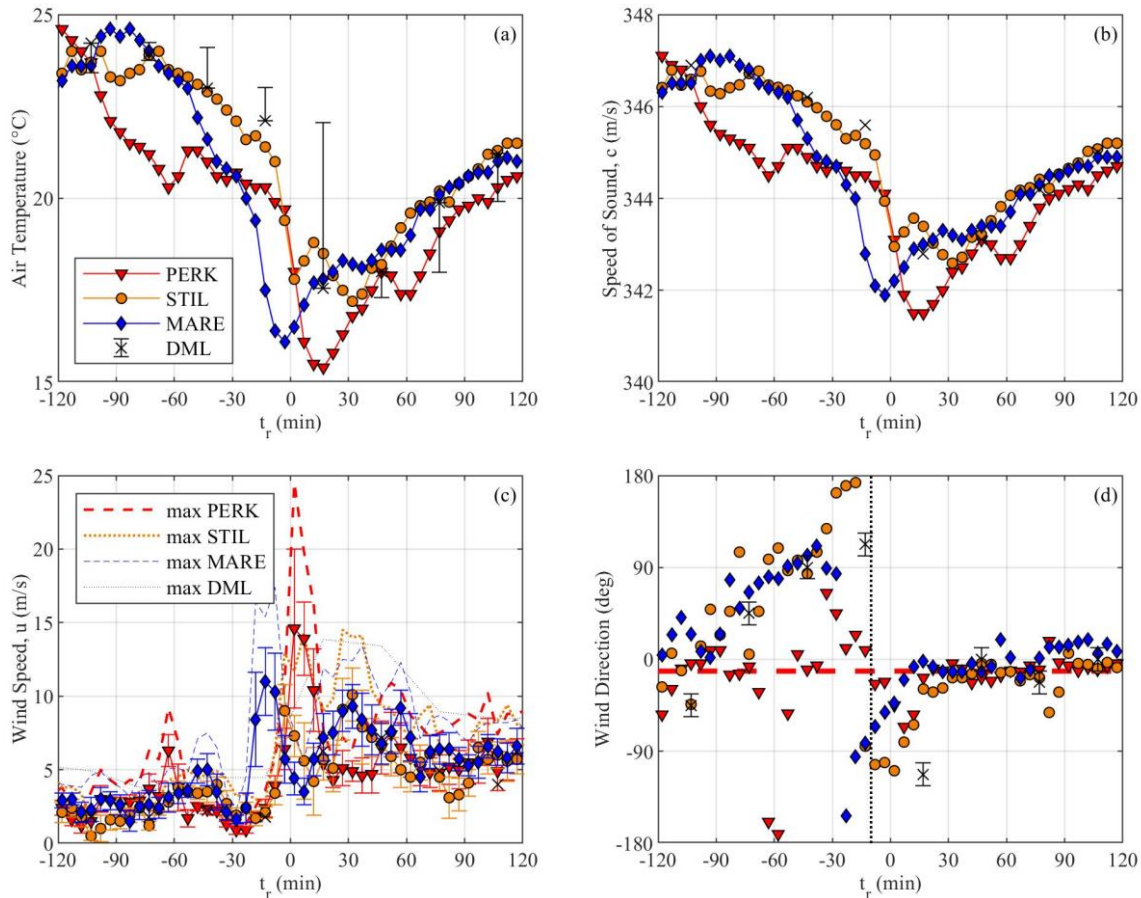 (a)
Air Temperature (°C)
25
20
15
PERK
STIL
MARE
DML
-120 -90 -60 -30 0 30 60 90 120
t_r (min)
(b)
Speed of Sound, c (m/s)
348
346
344
342
340
-120 -90 -60 -30 0 30 60 90 120
t_r (min)
(c)
Wind Speed, u (m/s)
25
20
15
10
5
0
max PERK
max STIL
max MARE
max DML
-120 -90 -60 -30 0 30 60 90 120
t_r (min)
(d)
Wind Direction (deg)
180
90
0
-90
-180
-120 -90 -60 -30 0 30 60 90 120
t_r (min)